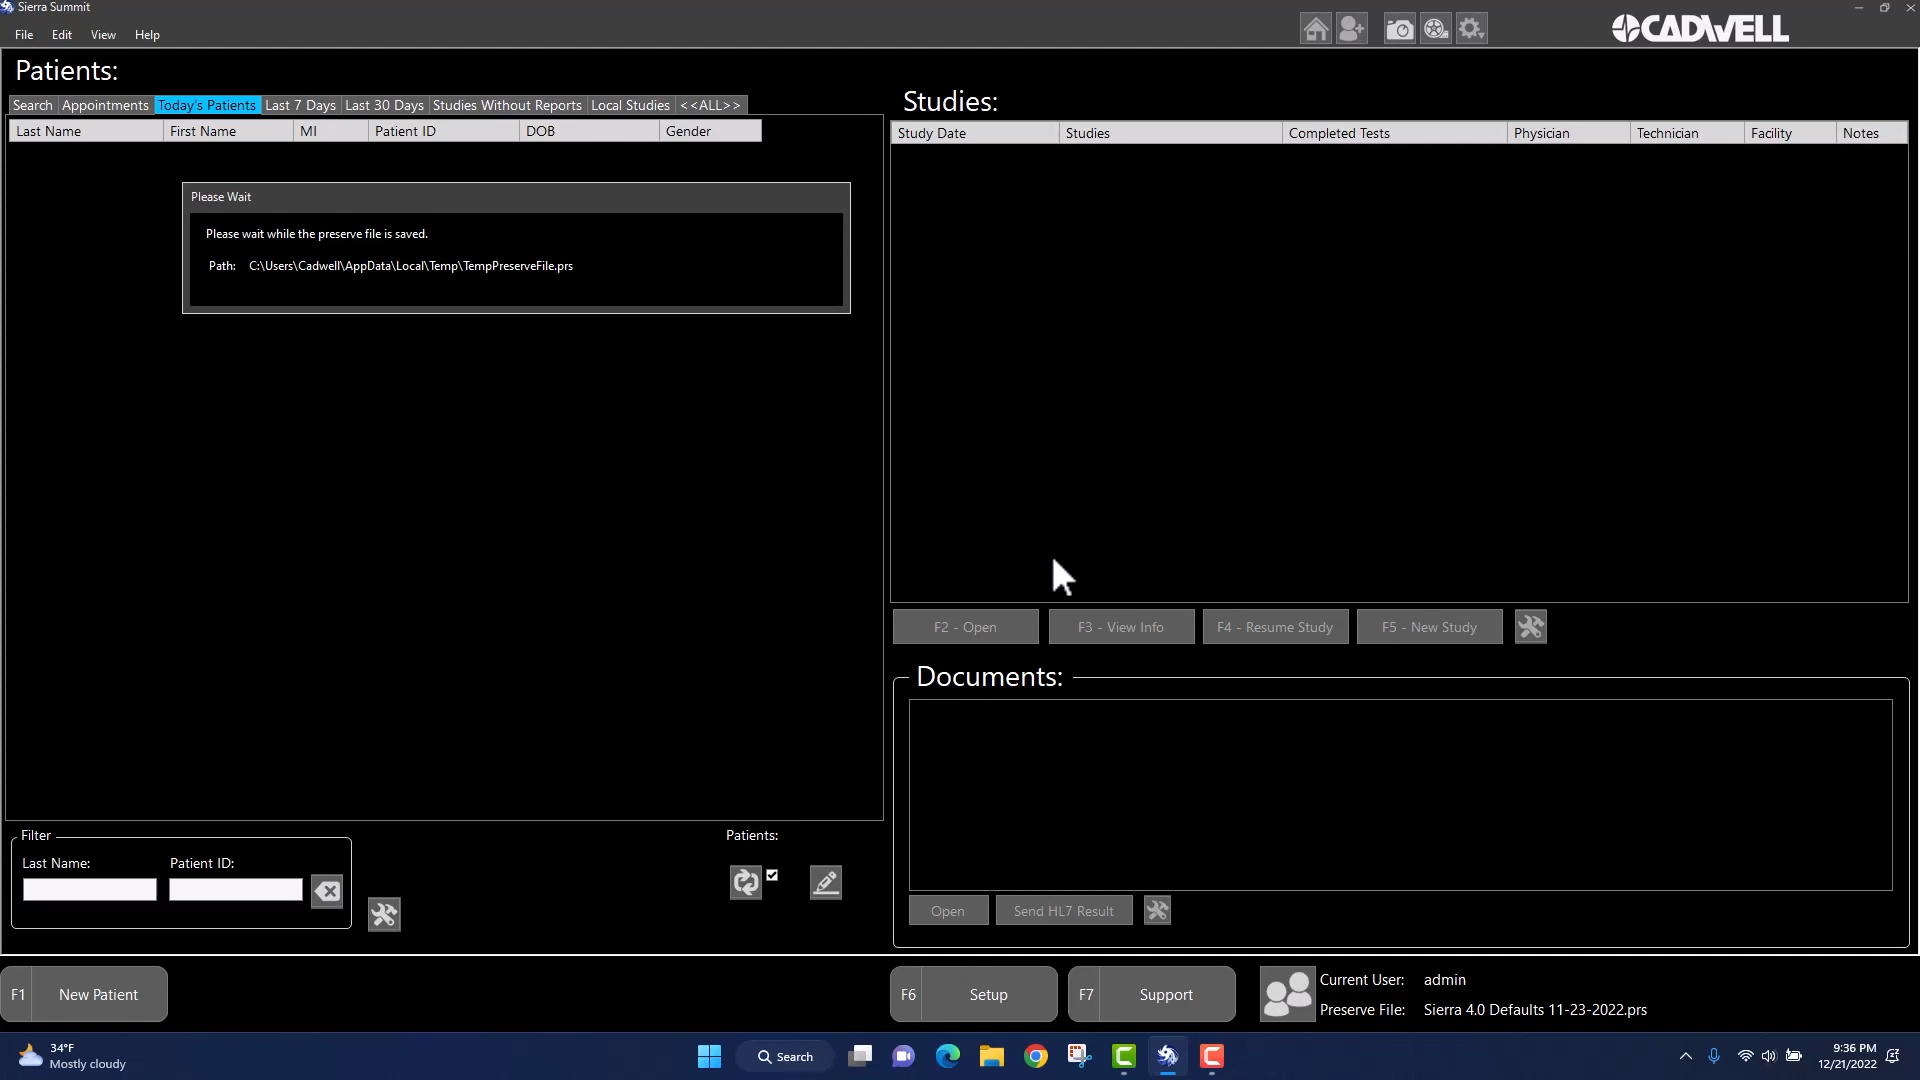 Sierra Summit
File Edit View Help
CADWELL
Patients:
Search Appointments Today's Patients Last 7 Days Last 30 Days Studies Without Reports Local Studies <<ALL>>
Last Name First Name MI Patient ID DOB Gender
Please Wait
Please wait while the preserve file is saved.
Path: C:\Users\Cadwell\AppData\Local\Temp\TempPreserveFile.prs
Studies:
Study Date Studies Completed Tests Physician Technician Facility Notes
F2 - Open F3 - View Info F4 - Resume Study F5 - New Study
Documents:
Open Send HL7 Result
Filter
Last Name: Patient ID:
Patients:
F1 New Patient
F6 Setup F7 Support
Current User: admin
Preserve File: Sierra 4.0 Defaults 11-23-2022.prs
34°F
Mostly cloudy
Search
9:36 PM
12/21/2022